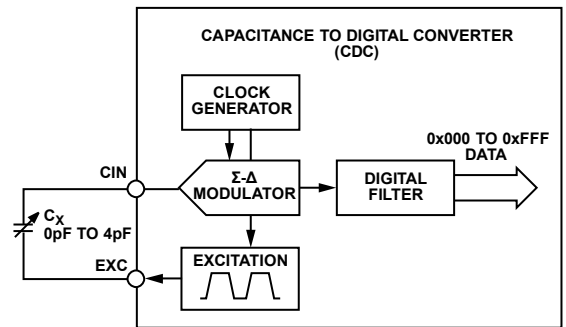 CAPACITANCE TO DIGITAL CONVERTER
(CDC)
CLOCK
GENERATOR
0x000 TO 0xFFF
DATA
CIN
Σ-Δ
MODULATOR
DIGITAL
FILTER
CX
0pF TO 4pF
EXC
EXCITATION